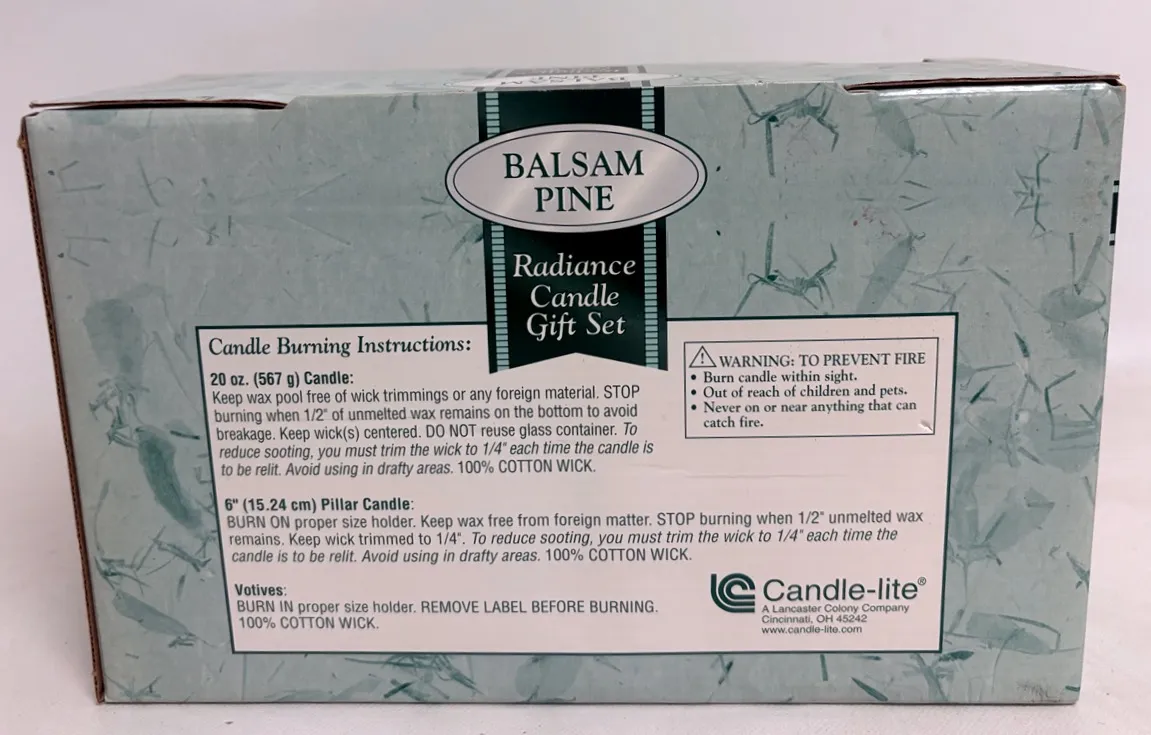 BALSAM
PINE
Radiance
Candle
Gift Set
Candle Burning Instructions:
20 oz. (567 g) Candle:
Keep wax pool free of wick trimmings or any foreign material. STOP
burning when 1/2" of unmelted wax remains on the bottom to avoid
breakage. Keep wick(s) centered. DO NOT reuse glass container. To
reduce sooting, you must trim the wick to 1/4" each time the candle is
to be relit. Avoid using in drafty areas. 100% COTTON WICK.
⚠ WARNING: TO PREVENT FIRE
• Burn candle within sight.
• Out of reach of children and pets.
• Never on or near anything that can
catch fire.
6" (15.24 cm) Pillar Candle:
BURN ON proper size holder. Keep wax free from foreign matter. STOP burning when 1/2" unmelted wax
remains. Keep wick trimmed to 1/4". To reduce sooting, you must trim the wick to 1/4" each time the
candle is to be relit. Avoid using in drafty areas. 100% COTTON WICK.
Votives:
BURN IN proper size holder. REMOVE LABEL BEFORE BURNING.
100% COTTON WICK.
Candle-lite®
A Lancaster Colony Company
Cincinnati, OH 45242
www.candle-lite.com